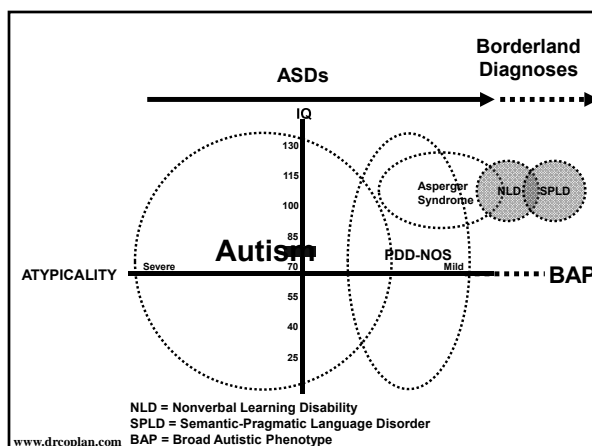 Borderland
Diagnoses
ASDs
IQ
130
115
100
85
70
55
40
25
Asperger
Syndrome
NLD
SPLD
Autism
PDD-NOS
Severe
Mild
ATYPICALITY
BAP
NLD = Nonverbal Learning Disability
SPLD = Semantic-Pragmatic Language Disorder
www.drcoplan.com BAP = Broad Autistic Phenotype